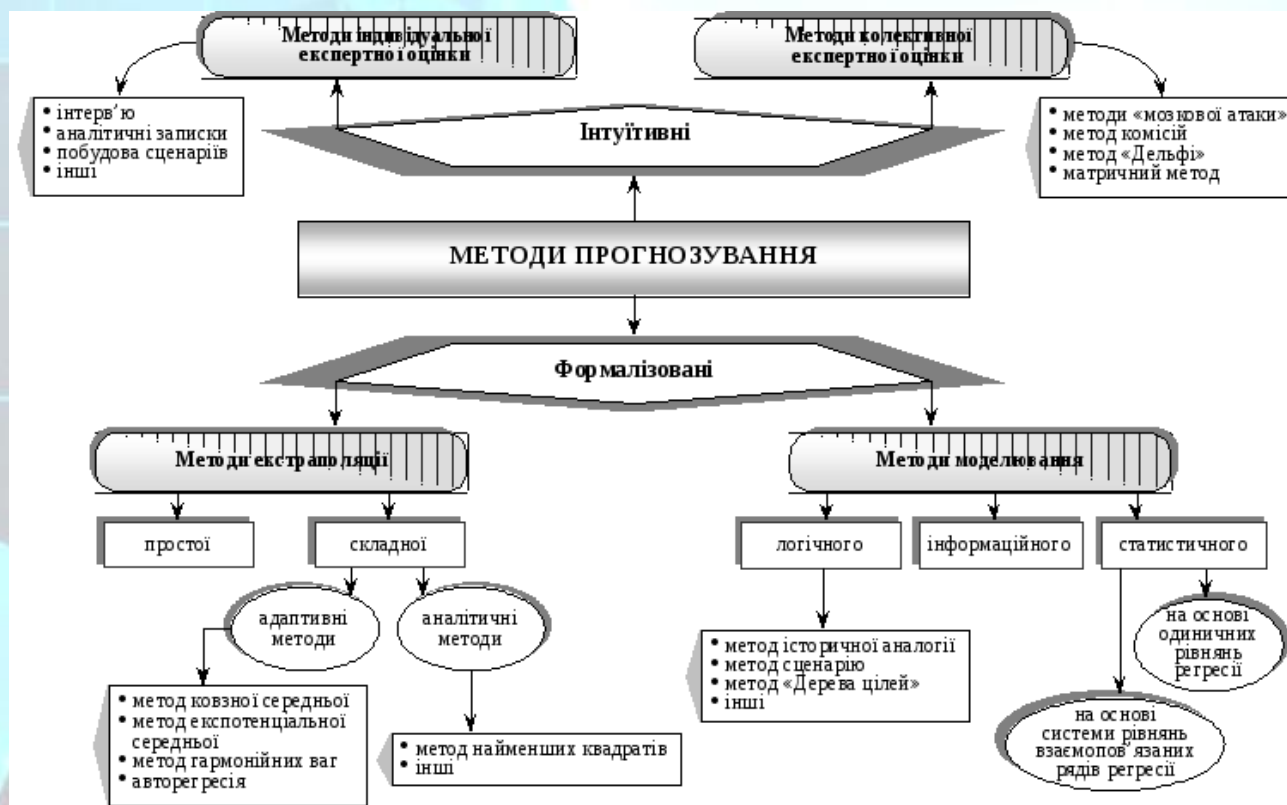 Методи індивідуальної
експертної оцінки
Методи колективної
експертної оцінки
• інтерв’ю
• аналітичні записки
• побудова сценаріїв
• інші
Інтуїтивні
• методи «мозкової атаки»
• метод комісій
• метод «Дельфі»
• матричний метод
МЕТОДИ ПРОГНОЗУВАННЯ
Формалізовані
Методи екстраполяції
Методи моделювання
простої
складної
логічного
інформаційного
статистичного
адаптивні
методи
аналітичні
методи
на основі
одиничних
рівнянь
регресії
• метод історичної аналогії
• метод сценарію
• метод «Дерева цілей»
• інші
• метод ковзної середньої
• метод експотенціальної
середньої
• метод гармонійних ваг
• авторегресія
• метод найменших квадратів
• інші
на основі
системи рівнянь
взаємопов’язаних
рядів регресії